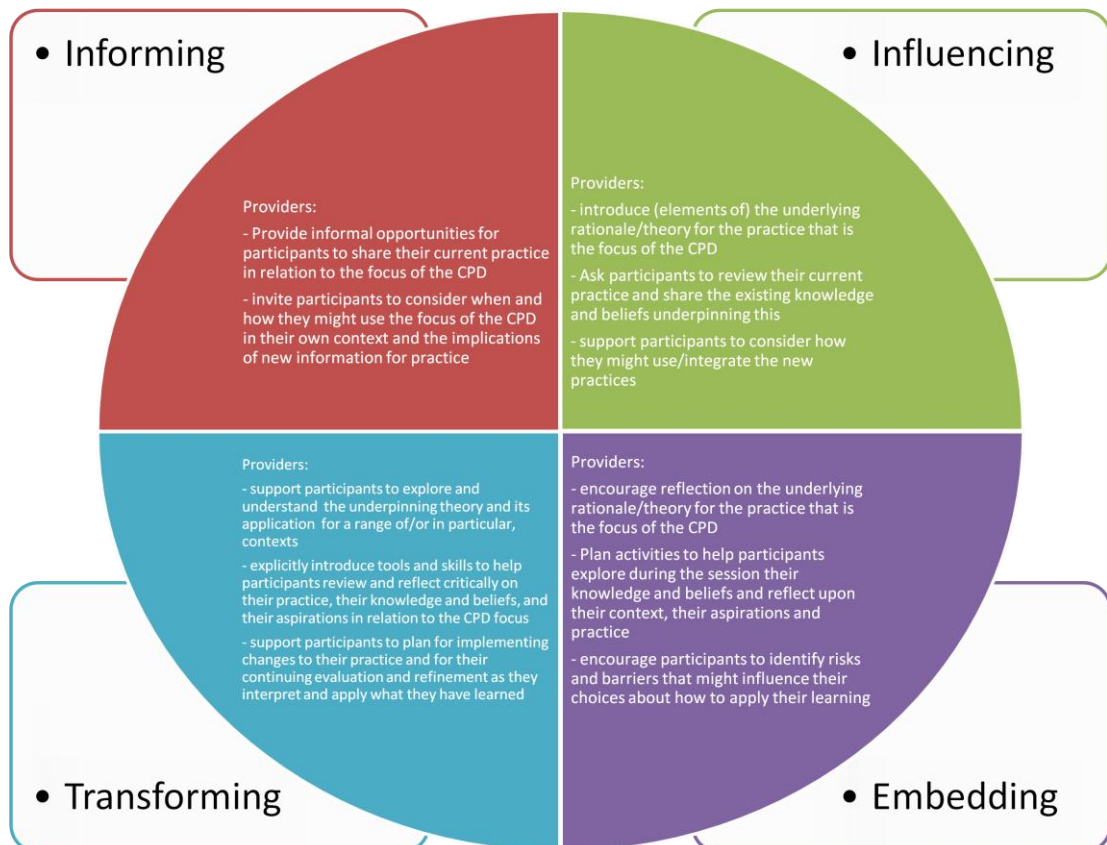 • Informing
Providers:
- Provide informal opportunities for
participants to share their current practice
in relation to the focus of the CPD
- invite participants to consider when and
how they might use the focus of the CPD
in their own context and the implications
of new information for practice
• Influencing
Providers:
- introduce (elements of) the underlying
rationale/theory for the practice that is
the focus of the CPD
- Ask participants to review their current
practice and share the existing knowledge
and beliefs underpinning this
- support participants to consider how
they might use/integrate the new
practices
Providers:
- support participants to explore and
understand the underpinning theory and its
application for a range of/or in particular,
contexts
- explicitly introduce tools and skills to help
participants review and reflect critically on
their practice, their knowledge and beliefs, and
their aspirations in relation to the CPD focus
- support participants to plan for implementing
changes to their practice and for their
continuing evaluation and refinement as they
interpret and apply what they have learned
• Transforming
Providers:
- encourage reflection on the underlying
rationale/theory for the practice that is
the focus of the CPD
- Plan activities to help participants
explore during the session their
knowledge and beliefs and reflect upon
their context, their aspirations and
practice
- encourage participants to identify risks
and barriers that might influence their
choices about how to apply their learning
• Embedding